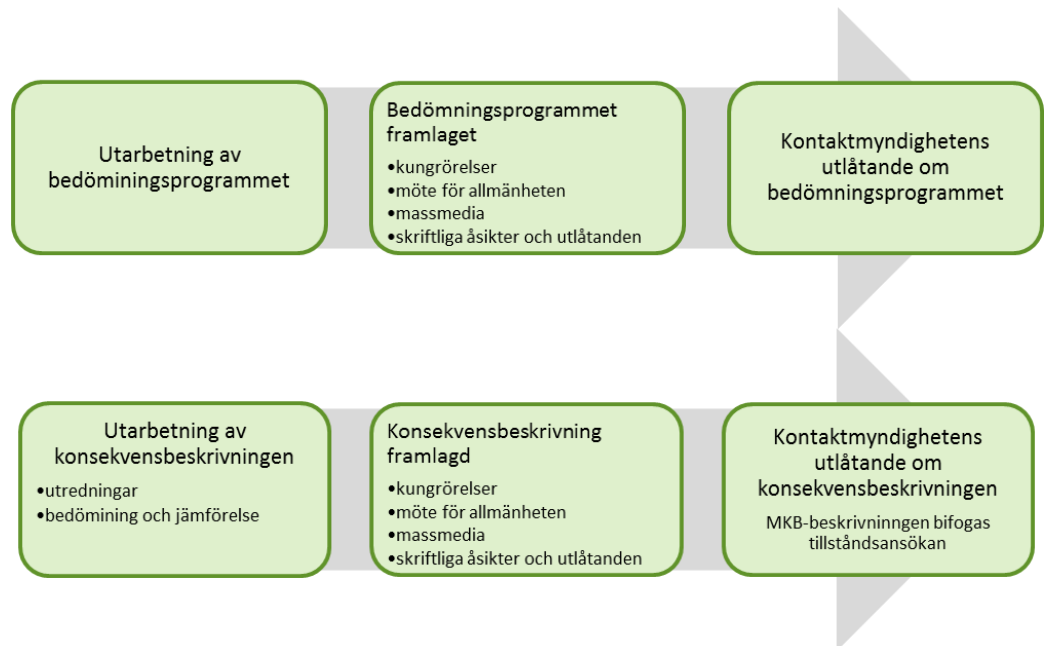 Utarbetning av
bedöminingsprogrammet
Bedömningsprogrammet
framlaget
•kungrörelser
•möte för allmänheten
•massmedia
•skriftliga åsikter och utlåtanden
Kontaktmyndighetens
utlåtande om
bedömningsprogrammet
Utarbetning av
konsekvensbeskrivningen
•utredningar
•bedömining och jämförelse
Konsekvensbeskrivning
framlagd
•kungrörelser
•möte för allmänheten
•massmedia
•skriftliga åsikter och utlåtanden
Kontaktmyndighetens
utlåtande om
konsekvensbeskrivningen
MKB-beskrivninngen bifogas
tillståndsansökan